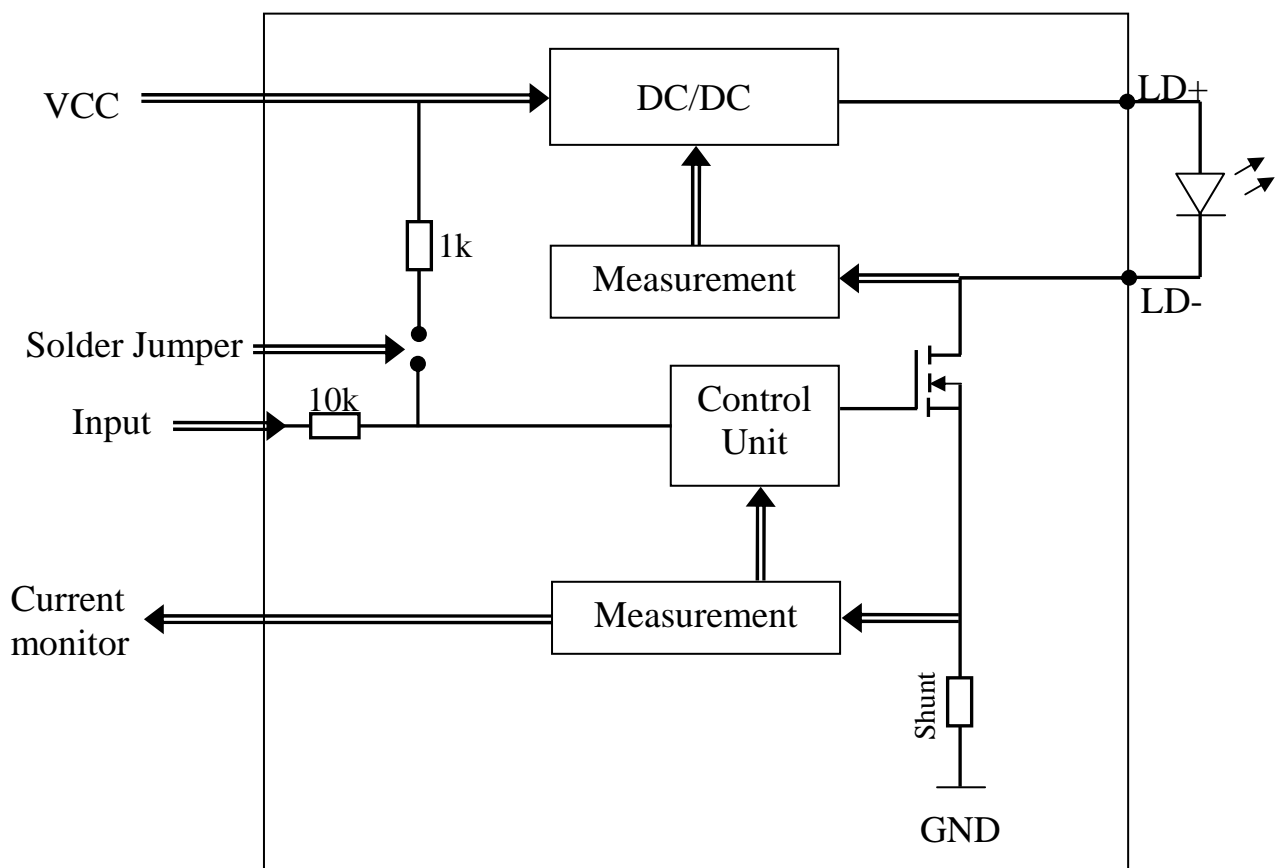 VCC
DC/DC
LD+
1k
Measurement
LD-
Solder Jumper
10k
Input
Control
Unit
Current
monitor
Measurement
Shunt
GND